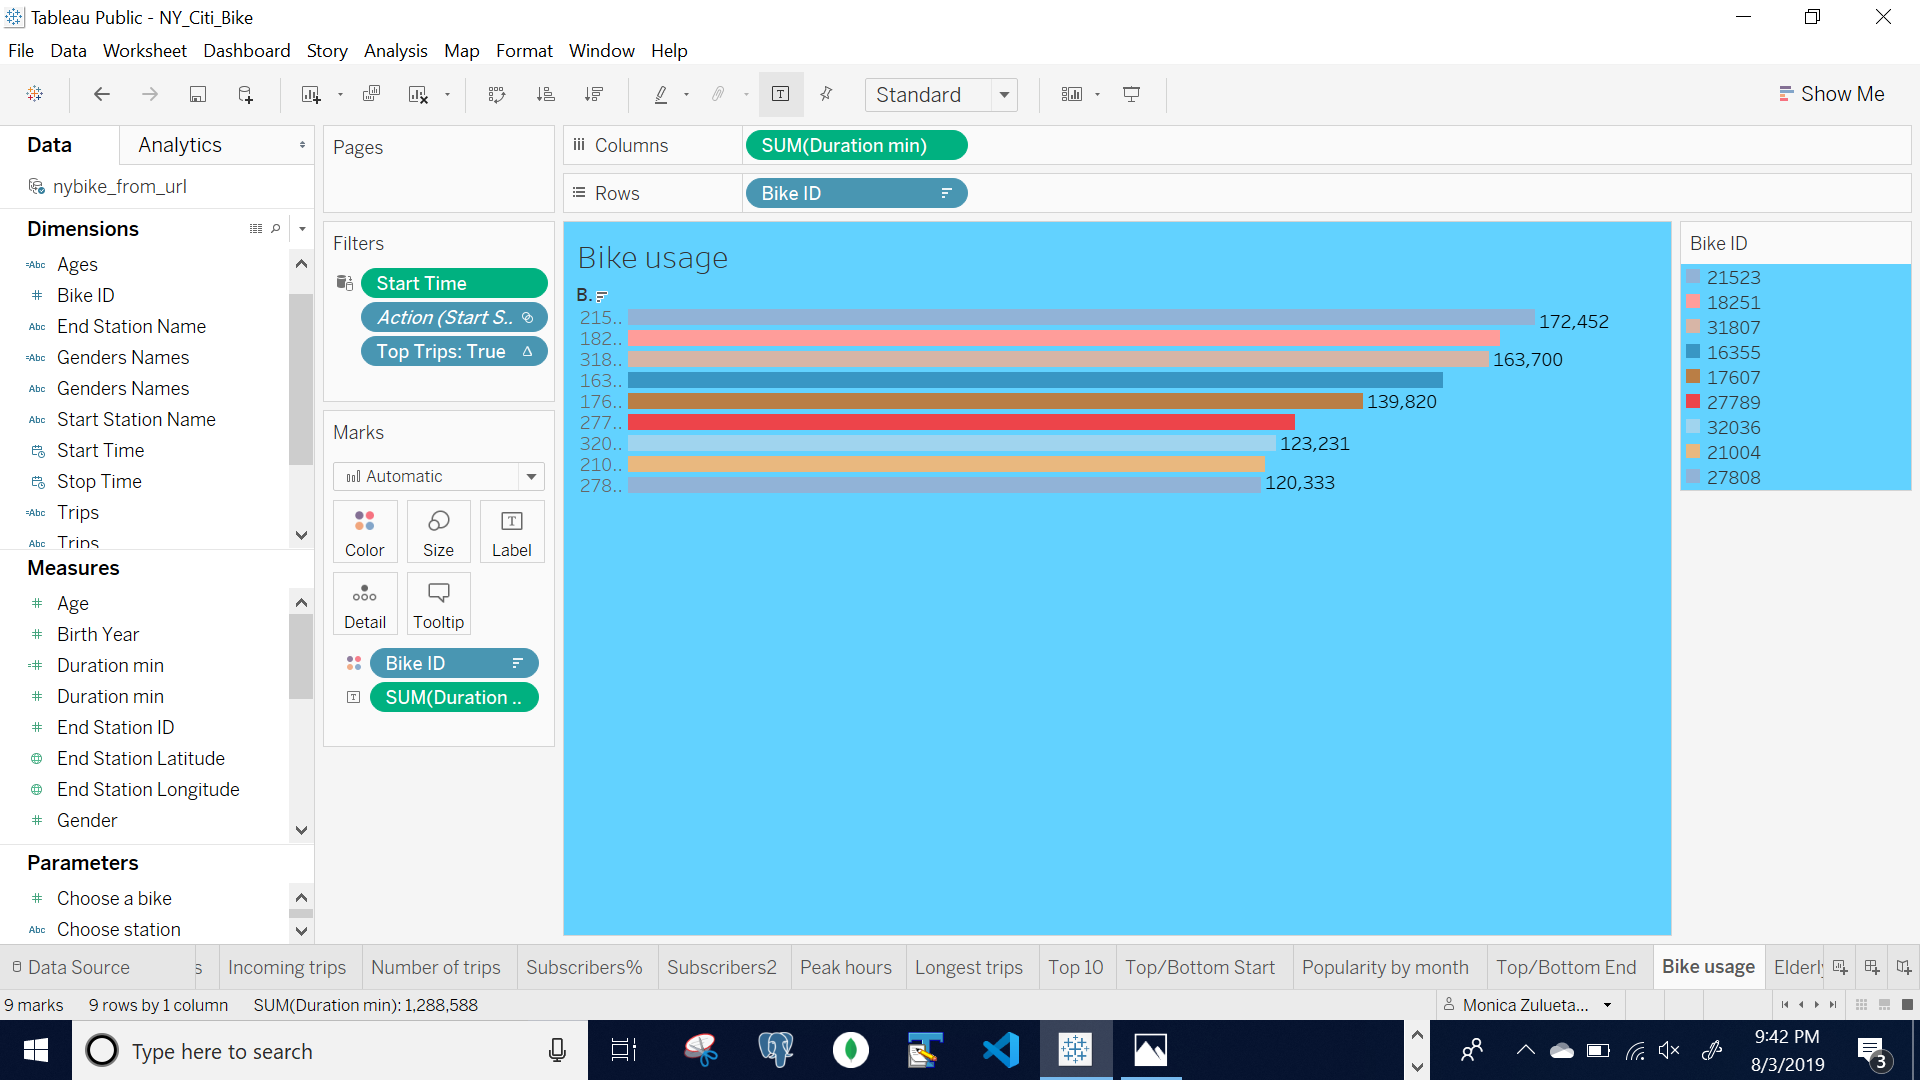 Tableau Public - NY_Citi_Bike
File Data Worksheet Dashboard Story Analysis Map Format Window Help
Standard
Show Me
Data Analytics
nybike_from_url
Dimensions
Abc Ages
Bike ID
Abc End Station Name
Abc Genders Names
Abc Genders Names
Abc Start Station Name
Start Time
Stop Time
Abc Trips
Abc Trips
Measures
Age
Birth Year
Duration min
Duration min
End Station ID
End Station Latitude
End Station Longitude
Gender
Parameters
Choose a bike
Abc Choose station
Pages
Filters
Start Time
Action (Start S..
Top Trips: True
Marks
Automatic
Color Size Label
Detail Tooltip
Bike ID
SUM(Duration ..
Columns SUM(Duration min)
Rows Bike ID
Bike usage
B.
215.. 172,452
182..
318.. 163,700
163..
176.. 139,820
277..
320.. 123,231
210..
278.. 120,333
Bike ID
21523
18251
31807
16355
17607
27789
32036
21004
27808
Data Source s Incoming trips Number of trips Subscribers% Subscribers2 Peak hours Longest trips Top 10 Top/Bottom Start Popularity by month Top/Bottom End Bike usage Elderly
9 marks 9 rows by 1 column SUM(Duration min): 1,288,588 Monica Zulueta...
Type here to search
9:42 PM
8/3/2019
3